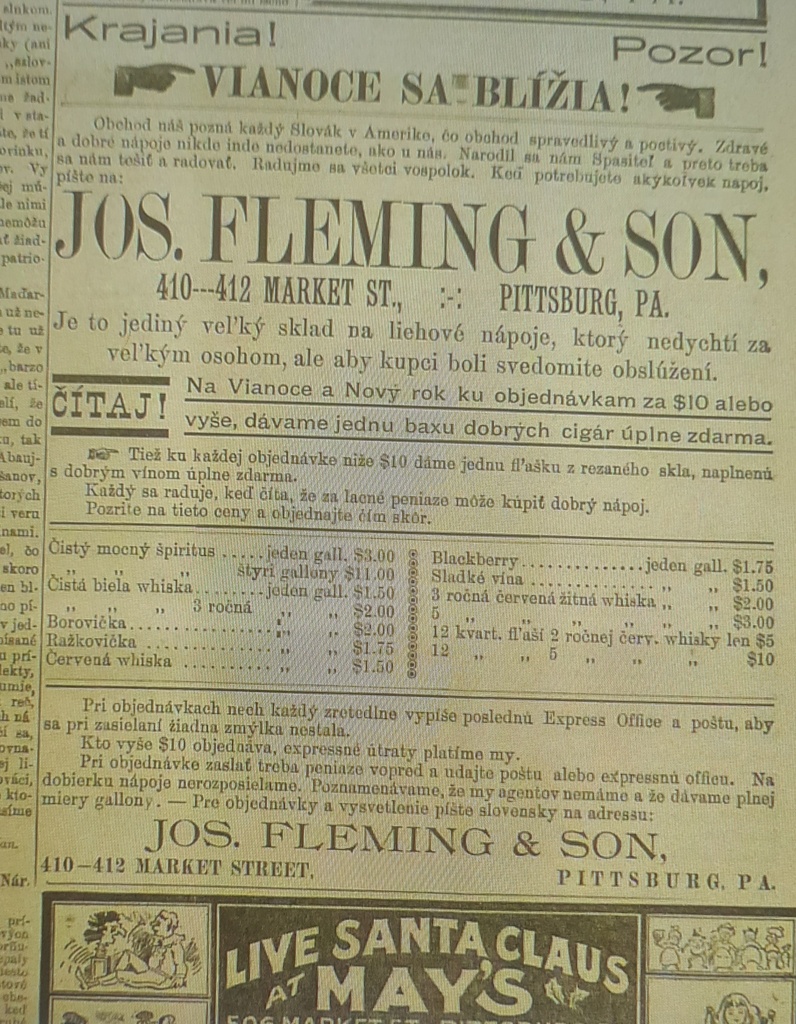 Krajania!
Pozor!
VIANOCE SA BLÍŽIA!
Obchod náš pozná každý Slovák v Amerike, čo obchod spravedlivý a poctivý. Zdravé
a dobré nápoje nikde inde nedostanete, ako u nás. Narodil sa nám Spasiteľ a preto treba
sa nám tešiť a radovať. Radujme sa všetci vospolok. Keď potrebujete akýkoľvek napoj,
píšte na:
JOS. FLEMING & SON,
410---412 MARKET ST., :-: PITTSBURG, PA.
Je to jediný veľký sklad na liehové nápoje, ktorý nedychtí za
veľkým osohom, ale aby kupci boli svedomite obslúžení.
ČÍTAJ!
Na Vianoce a Nový rok ku objednávkam za $10 alebo
vyše, dávame jednu baxu dobrých cigár úplne zdarma.
Tiež ku každej objednávke niže $10 dáme jednu fľašku z rezaného skla, naplnenú
s dobrým vínom úplne zdarma.
Každý sa raduje, keď číta, že za lacné peniaze môže kúpiť dobrý nápoj.
Pozrite na tieto ceny a objednajte čím skôr.
Čistý mocný špiritus ..... jeden gall. $3.00
„ „ „ štyri gallony $11.00
Čistá biela whiska ....... jeden gall. $1.50
„ „ „ 3 ročná „ „ $2.00
Borovička ............... „ „ $2.00
Ražkovička ............. „ „ $1.75
Červená whiska .......... „ „ $1.50
Blackberry .............. jeden gall. $1.75
Sladké vína ............. „ „ $1.50
3 ročná červená žitná whiska „ „ $2.00
5 „ „ „ „ „ „ $3.00
12 kvart. fľaší 2 ročnej červ. whisky len $5
12 „ „ 5 „ „ „ „ $10
Pri objednávkach nech každý zretedlne vypíše poslednú Express Office a poštu, aby
sa pri zasielaní žiadna zmýlka nestala.
Kto vyše $10 objednáva, expressné útraty platíme my.
Pri objednávke zaslať treba peniaze vopred a udajte poštu alebo expressnú officu. Na
dobierku nápoje nerozposielame. Poznamenávame, že my agentov nemáme a že dávame plnej
miery gallony. — Pre objednávky a vysvetlenie píšte slovensky na adressu:
JOS. FLEMING & SON,
410—412 MARKET STREET, PITTSBURG, PA.
LIVE SANTA CLAUS
AT MAY'S
506 MARKET ST.